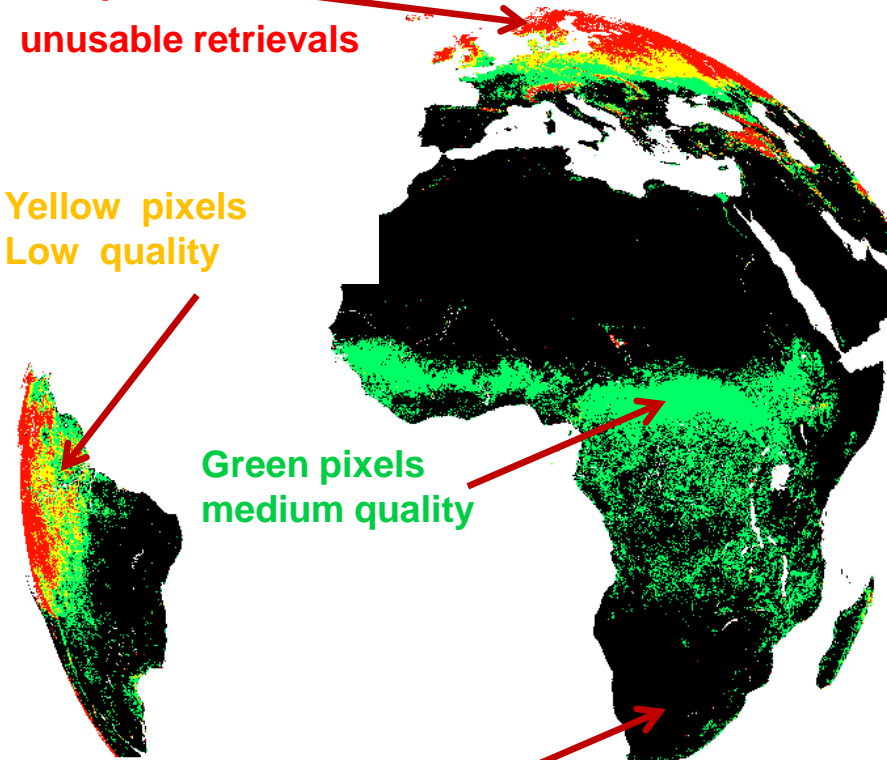 unusable retrievals
Yellow pixels
Low quality
Green pixels
medium quality